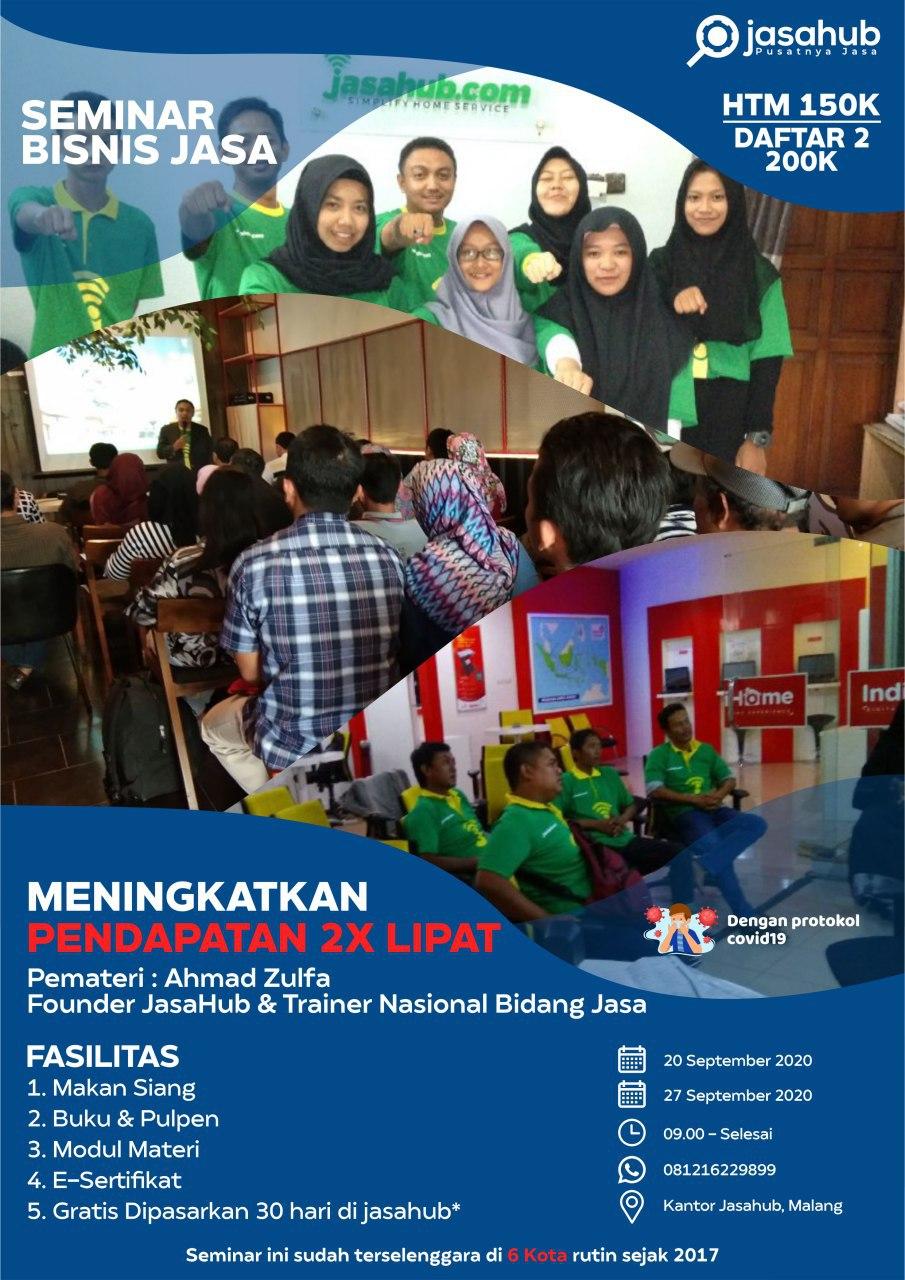 jasahub
Pusatnya Jasa
jasahub.com
SIMPLIFY HOME SERVICE
SEMINAR
BISNIS JASA
HTM 150K
DAFTAR 2
200K
Home
Indi
MENINGKATKAN
PENDAPATAN 2X LIPAT
Pemateri : Ahmad Zulfa
Founder JasaHub & Trainer Nasional Bidang Jasa
Dengan protokol
covid19
FASILITAS
1. Makan Siang
2. Buku & Pulpen
3. Modul Materi
4. E-Sertifikat
5. Gratis Dipasarkan 30 hari di jasahub*
20 September 2020
27 September 2020
09.00 - Selesai
081216229899
Kantor Jasahub, Malang
Seminar ini sudah terselenggara di 6 Kota rutin sejak 2017